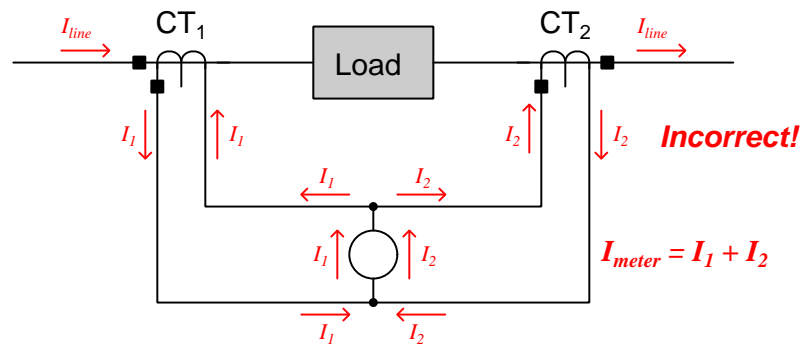 I_line CT_1 CT_2 I_line
Load
I_1 I_1 I_2 I_2 Incorrect!
I_1 I_2
I_1 I_2 I_meter = I_1 + I_2
I_1 I_2